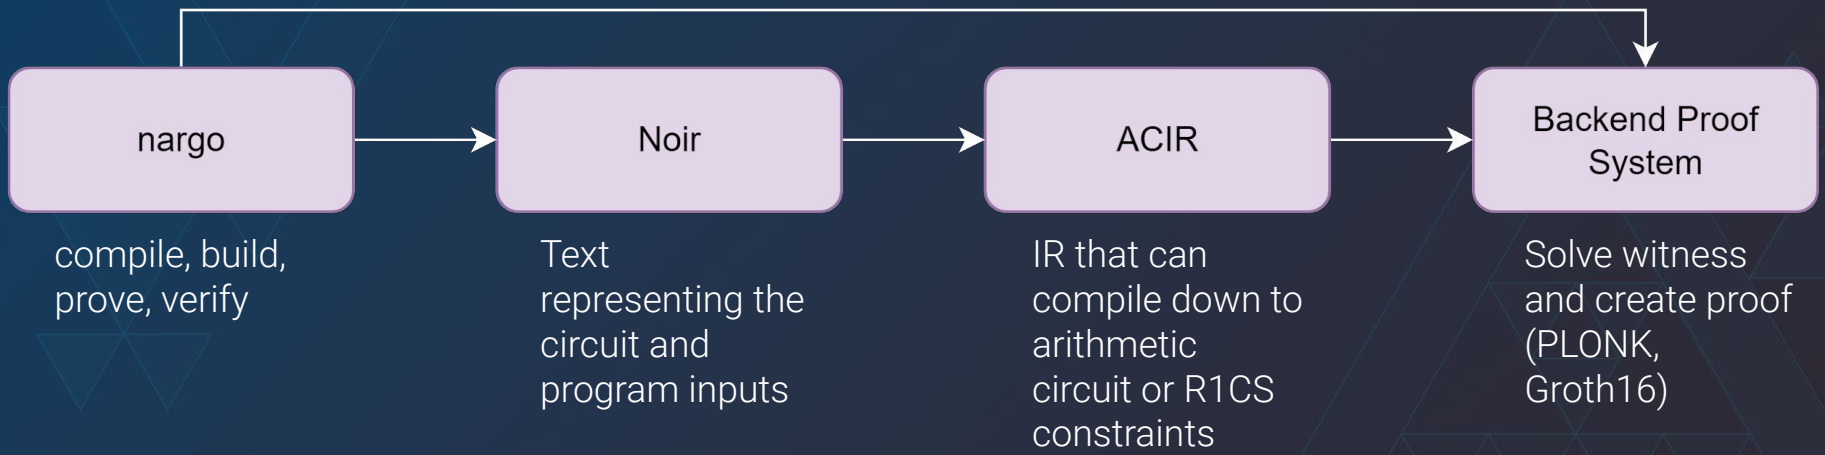 nargo
Noir
ACIR
Backend Proof
System
compile, build,
prove, verify
Text
representing the
circuit and
program inputs
IR that can
compile down to
arithmetic
circuit or R1CS
constraints
Solve witness
and create proof
(PLONK,
Groth16)